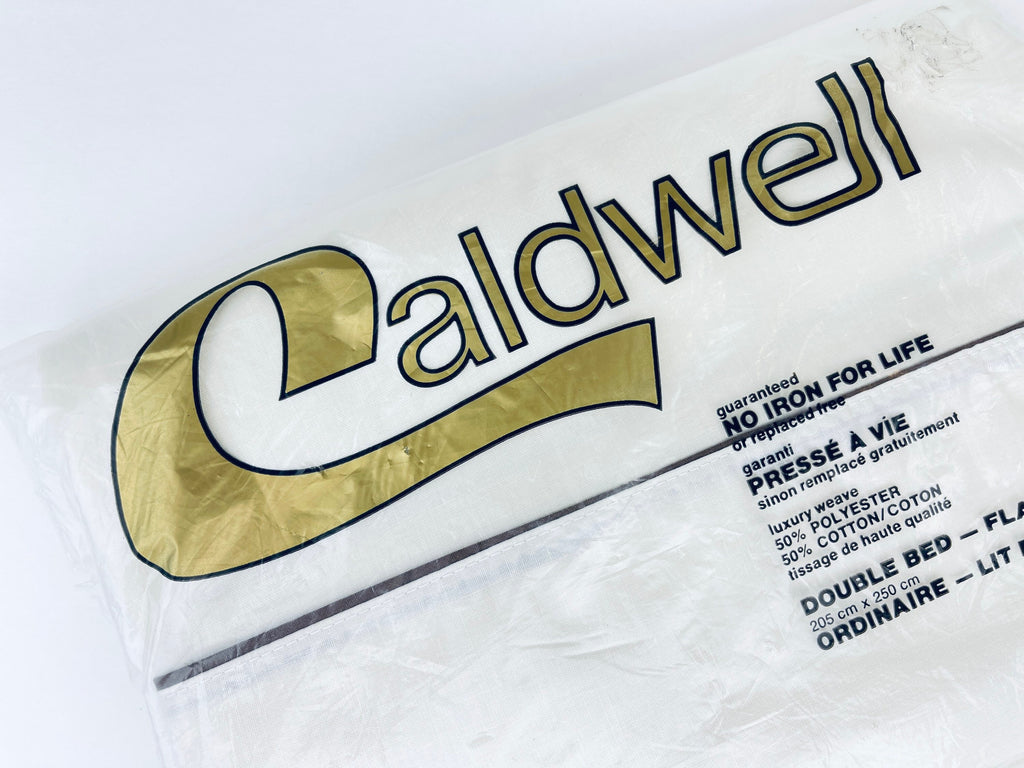 Caldwell
guaranteed
NO IRON FOR LIFE
or replaced free
garanti
PRESSÉ À VIE
sinon remplacé gratuitement
luxury weave
50% POLYESTER
50% COTTON/COTON
tissage de haute qualité
DOUBLE BED — FLA
205 cm x 250 cm
ORDINAIRE — LIT